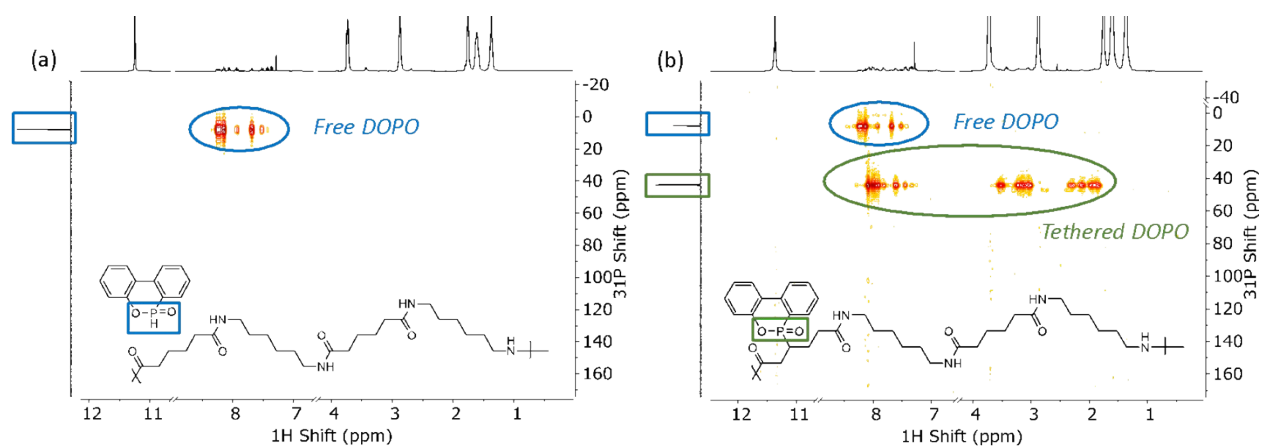 (a)
Free DOPO
-20
0
20
40
60
80
100
120
140
160
31P Shift (ppm)
O P O
H
HN
O
O
NH
O
HN
O
H
N
O
12 11 8 7 4 3 2 1
1H Shift (ppm)
(b)
Free DOPO
Tethered DOPO
-40
0
20
40
60
80
100
120
140
160
31P Shift (ppm)
O P O
HN
O
O
NH
O
HN
O
H
N
O
12 11 8 7 4 3 2 1
1H Shift (ppm)